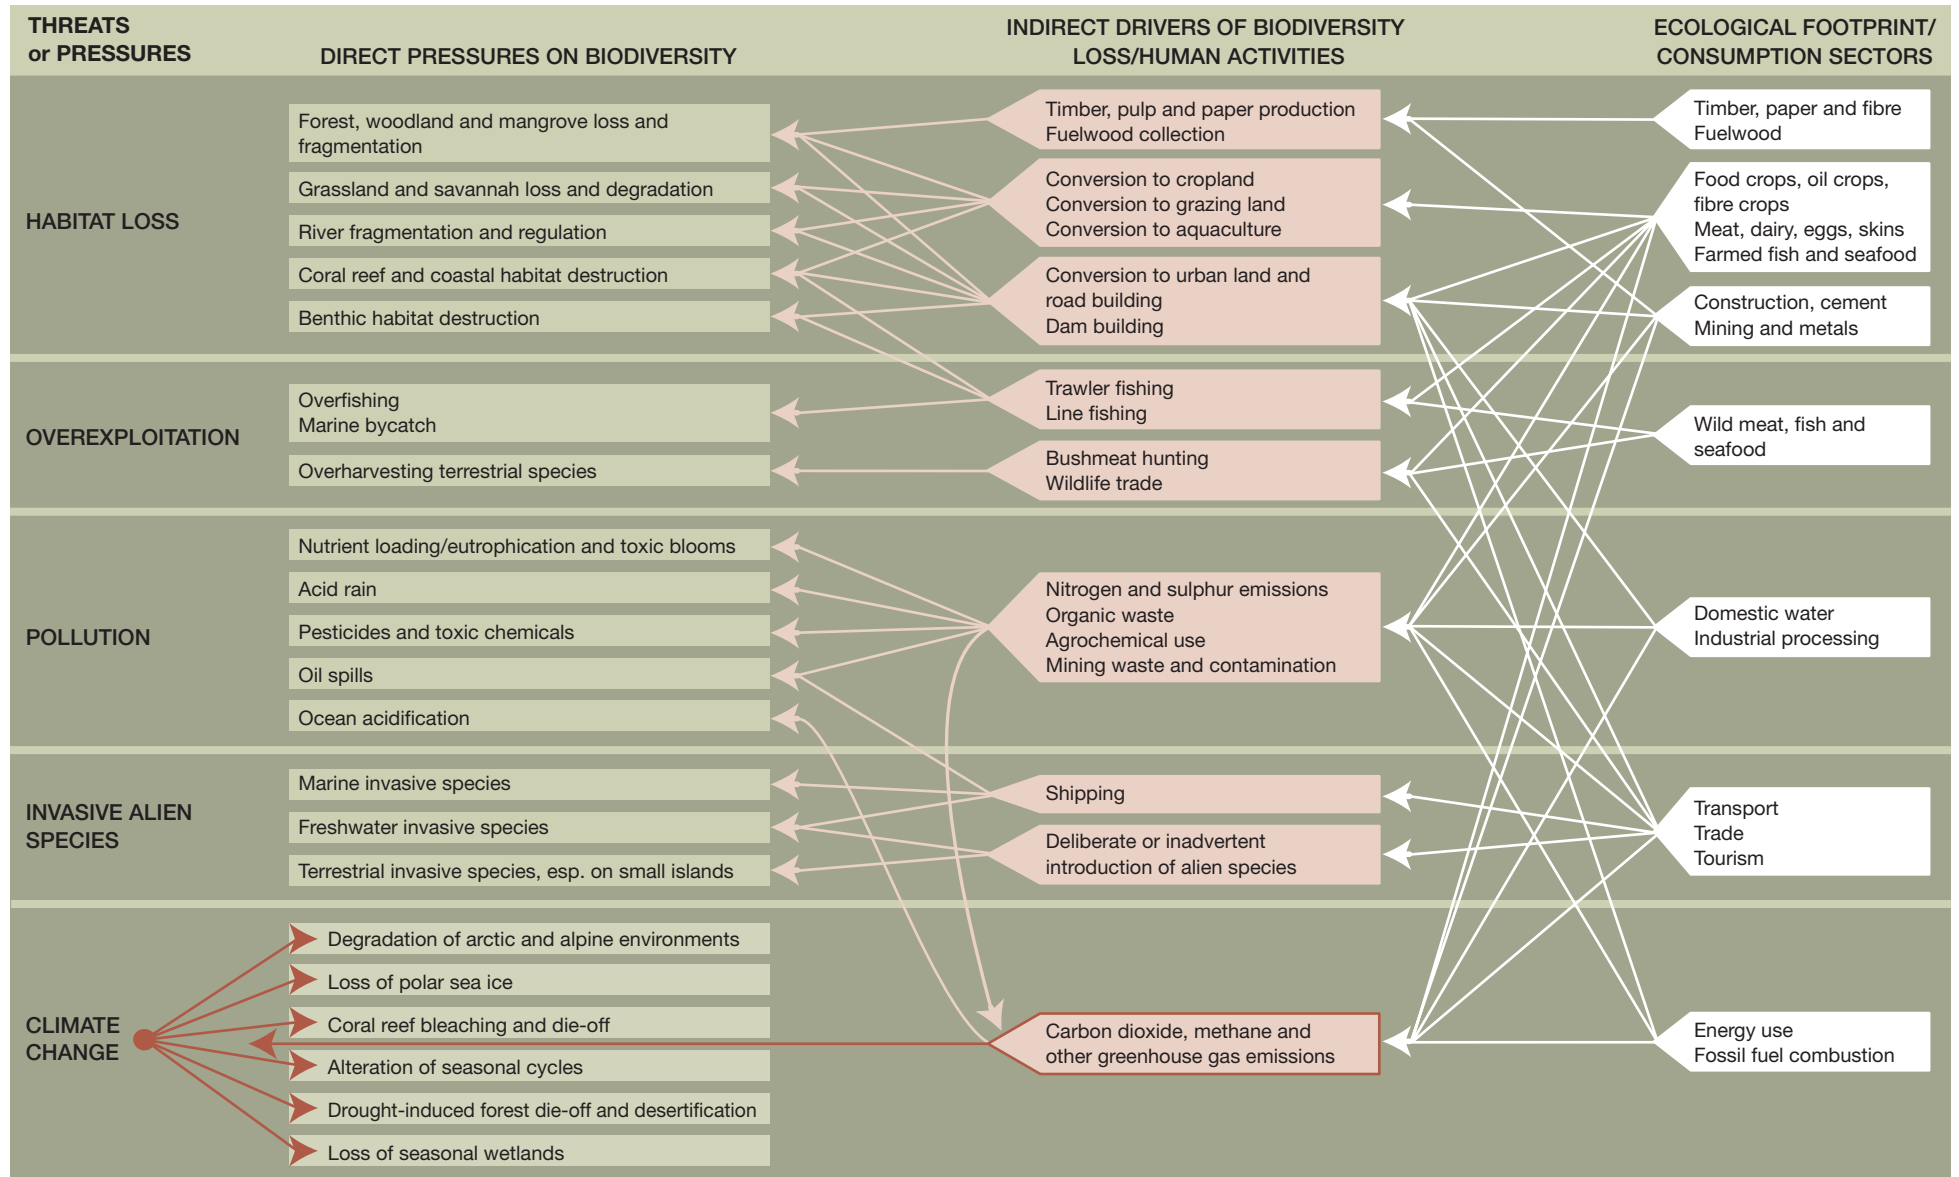 THREATS
or PRESSURES
DIRECT PRESSURES ON BIODIVERSITY
INDIRECT DRIVERS OF BIODIVERSITY
LOSS/HUMAN ACTIVITIES
ECOLOGICAL FOOTPRINT/
CONSUMPTION SECTORS
HABITAT LOSS
Forest, woodland and mangrove loss and
fragmentation
Grassland and savannah loss and degradation
River fragmentation and regulation
Coral reef and coastal habitat destruction
Benthic habitat destruction
Timber, pulp and paper production
Fuelwood collection
Conversion to cropland
Conversion to grazing land
Conversion to aquaculture
Conversion to urban land and
road building
Dam building
Timber, paper and fibre
Fuelwood
Food crops, oil crops,
fibre crops
Meat, dairy, eggs, skins
Farmed fish and seafood
Construction, cement
Mining and metals
OVEREXPLOITATION
Overfishing
Marine bycatch
Overharvesting terrestrial species
Trawler fishing
Line fishing
Bushmeat hunting
Wildlife trade
Wild meat, fish and
seafood
POLLUTION
Nutrient loading/eutrophication and toxic blooms
Acid rain
Pesticides and toxic chemicals
Oil spills
Ocean acidification
Nitrogen and sulphur emissions
Organic waste
Agrochemical use
Mining waste and contamination
Domestic water
Industrial processing
INVASIVE ALIEN
SPECIES
Marine invasive species
Freshwater invasive species
Terrestrial invasive species, esp. on small islands
Shipping
Deliberate or inadvertent
introduction of alien species
Transport
Trade
Tourism
CLIMATE
CHANGE
Degradation of arctic and alpine environments
Loss of polar sea ice
Coral reef bleaching and die-off
Alteration of seasonal cycles
Drought-induced forest die-off and desertification
Loss of seasonal wetlands
Carbon dioxide, methane and
other greenhouse gas emissions
Energy use
Fossil fuel combustion